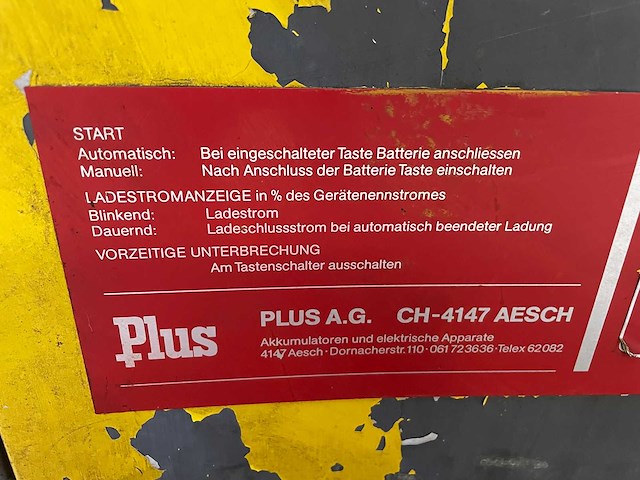 START
Automatisch: Bei eingeschalteter Taste Batterie anschliessen
Manuell: Nach Anschluss der Batterie Taste einschalten
LADESTROMANZEIGE in % des Gerätenennstromes
Blinkend: Ladestrom
Dauernd: Ladeschlussstrom bei automatisch beendeter Ladung
VORZEITIGE UNTERBRECHUNG
Am Tastenschalter ausschalten
Plus
PLUS A.G. CH-4147 AESCH
Akkumulatoren und elektrische Apparate
4147 Aesch · Dornacherstr. 110 · 061 723636 · Telex 62082